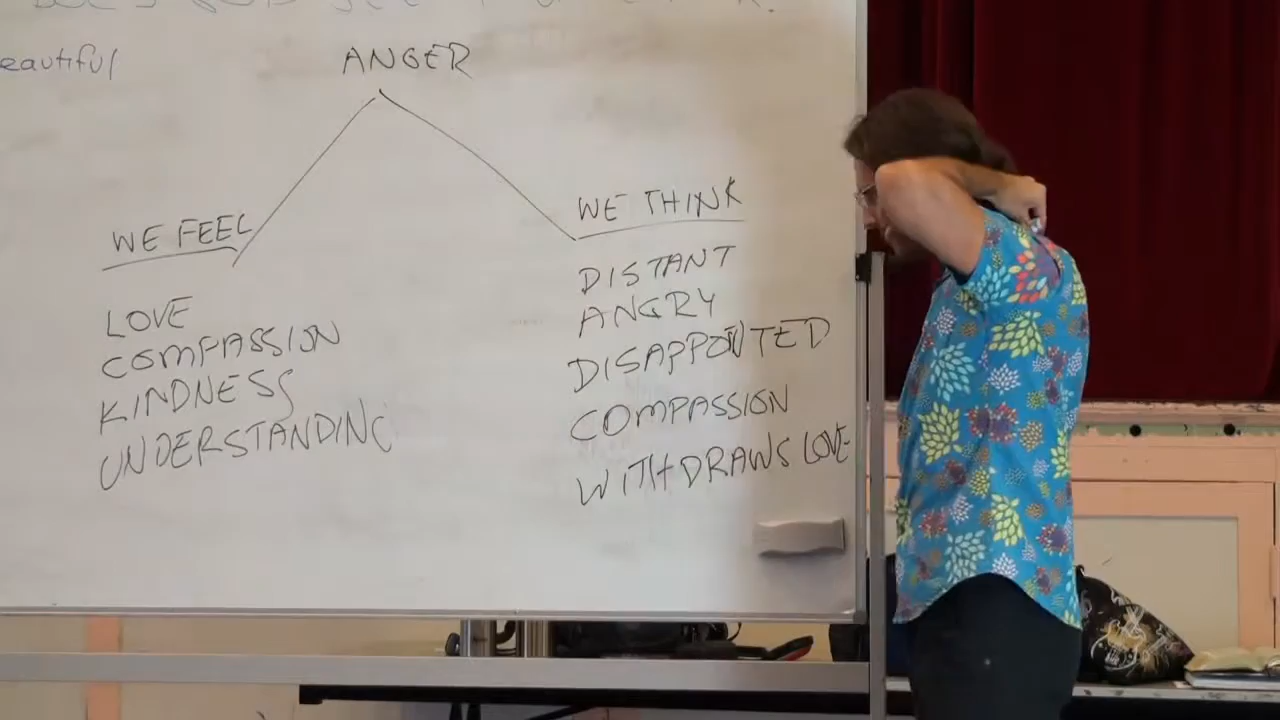 eautiful
ANGER
WE FEEL
LOVE
COMPASSION
KINDNESS
UNDERSTANDING
WE THINK
DISTANT
ANGRY
DISAPPOINTED
COMPASSION
WITHDRAWS LOVE